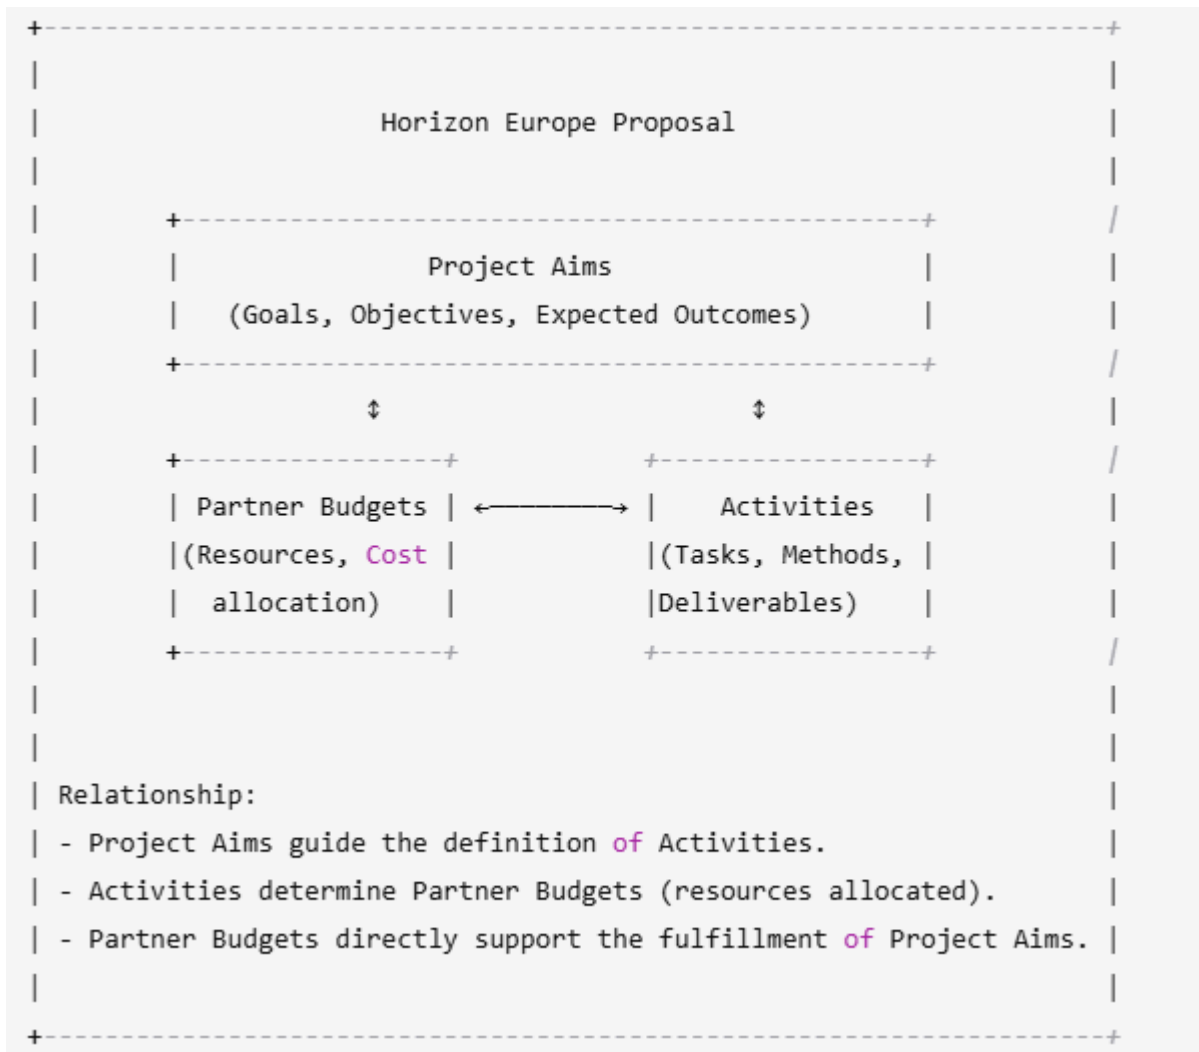 Horizon Europe Proposal
Project Aims
(Goals, Objectives, Expected Outcomes)
↕ ↕
Partner Budgets ←────────→ Activities
(Resources, Cost (Tasks, Methods,
allocation) Deliverables)
Relationship:
- Project Aims guide the definition of Activities.
- Activities determine Partner Budgets (resources allocated).
- Partner Budgets directly support the fulfillment of Project Aims.